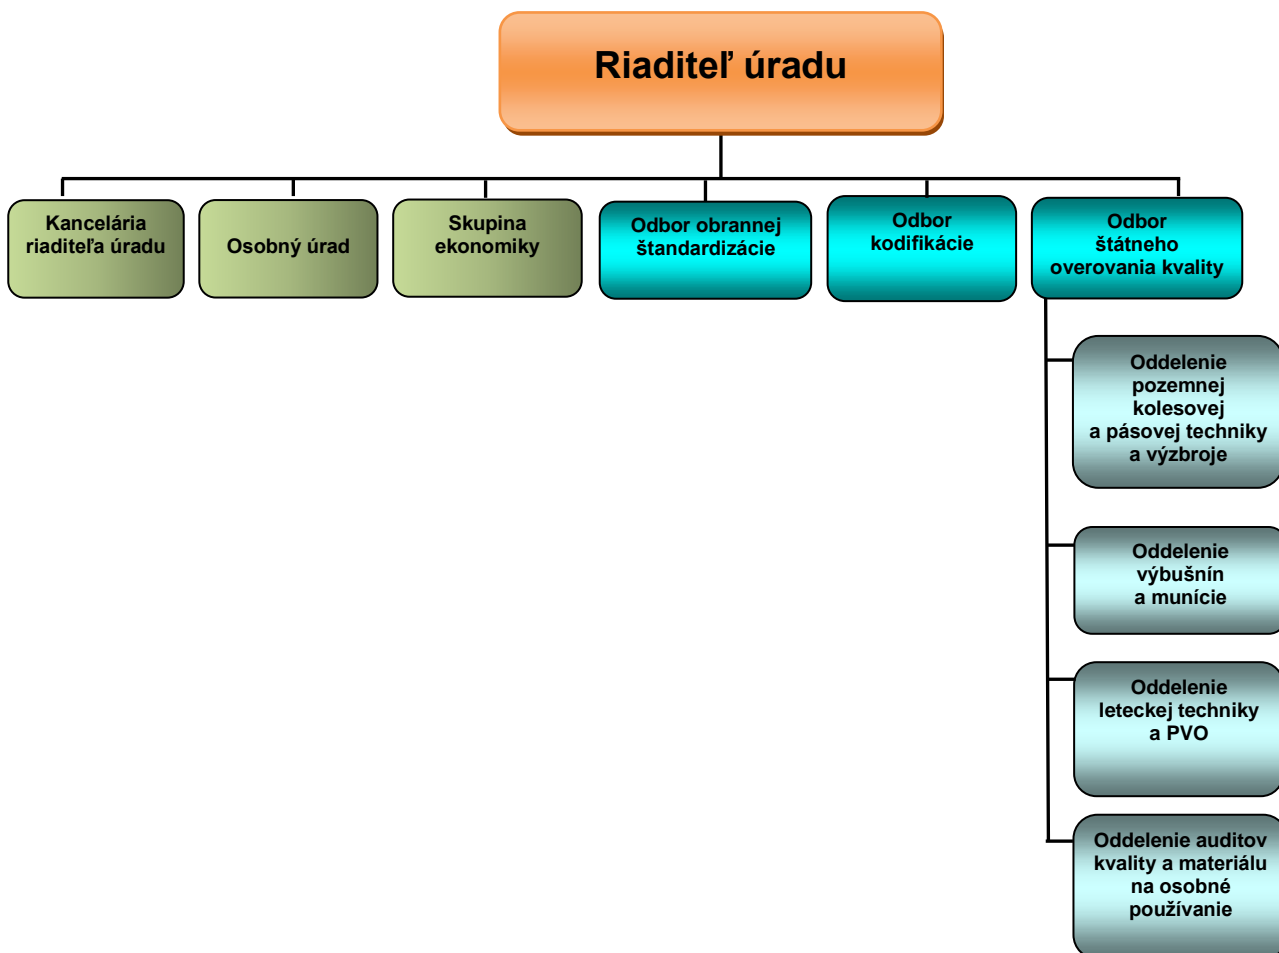 Riaditeľ úradu
Kancelária
riaditeľa úradu
Osobný úrad
Skupina
ekonomiky
Odbor obrannej
štandardizácie
Odbor
kodifikácie
Odbor
štátneho
overovania kvality
Oddelenie
pozemnej
kolesovej
a pásovej techniky
a výzbroje
Oddelenie
výbušnín
a munície
Oddelenie
leteckej techniky
a PVO
Oddelenie auditov
kvality a materiálu
na osobné
používanie